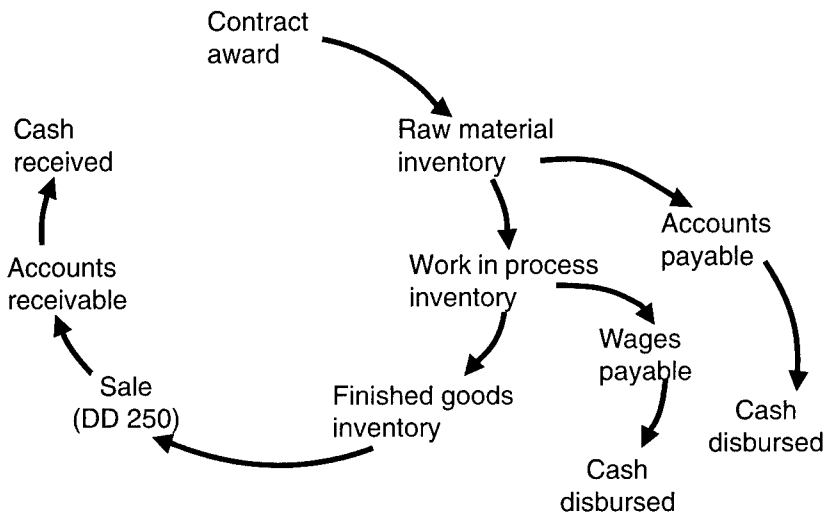 Contract
award
Cash
received
Raw material
inventory
Accounts
payable
Accounts
receivable
Work in process
inventory
Wages
payable
Sale
(DD 250)
Finished goods
inventory
Cash
disbursed
Cash
disbursed